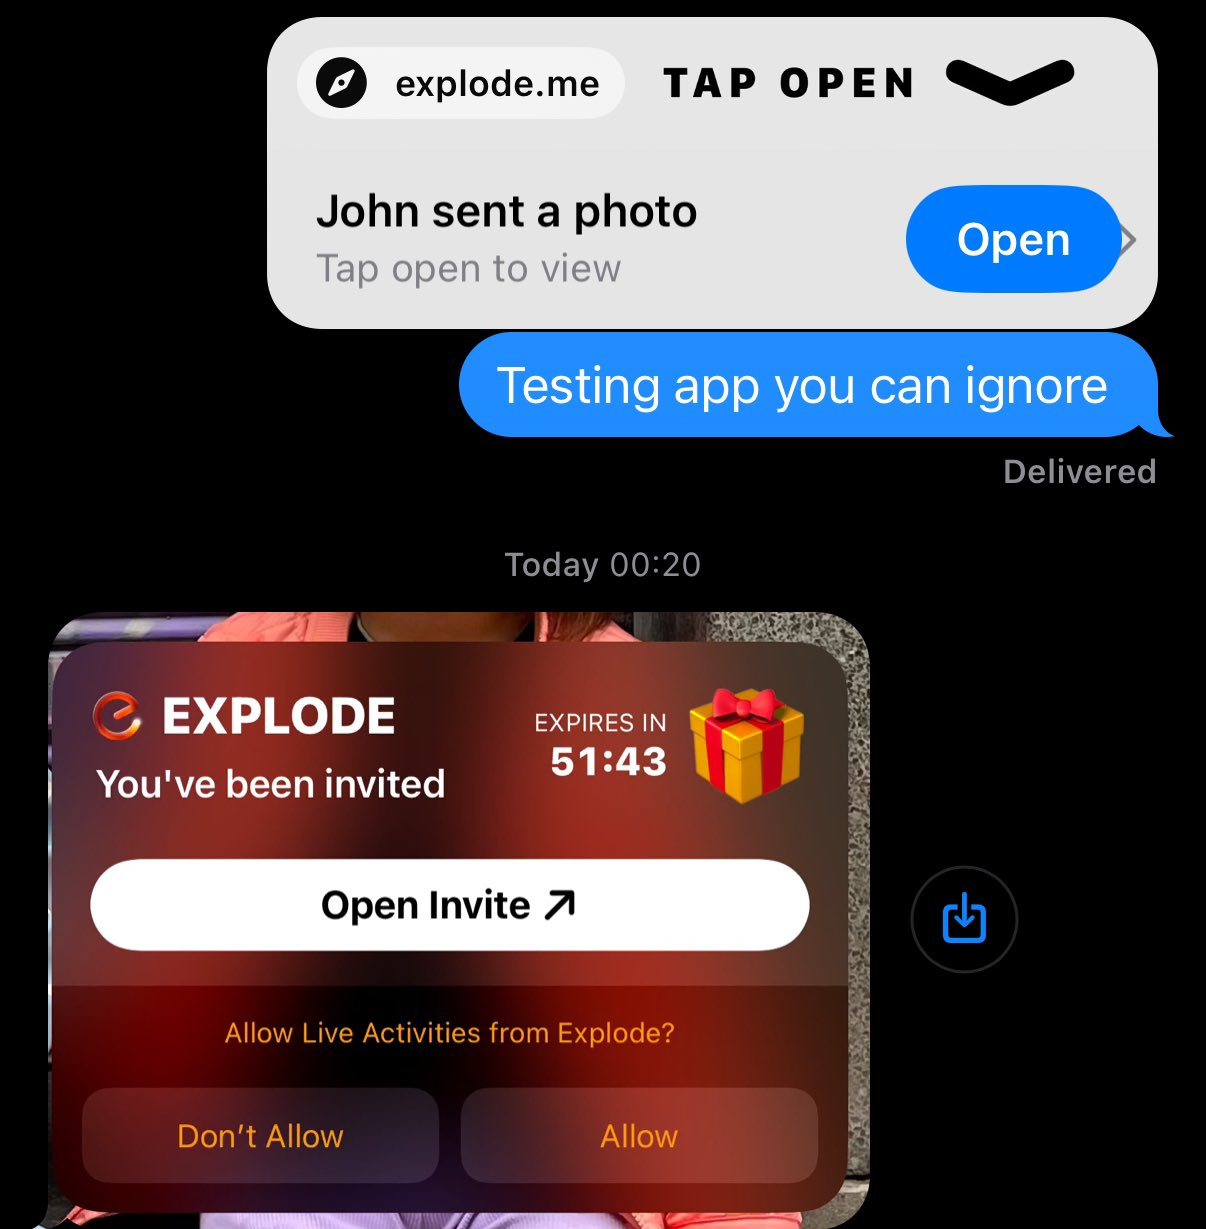 explode.me TAP OPEN
John sent a photo
Tap open to view
Open
Testing app you can ignore
Delivered
Today 00:20
EXPLODE
You've been invited
EXPIRES IN
51:43
Open Invite
Allow Live Activities from Explode?
Don’t Allow
Allow